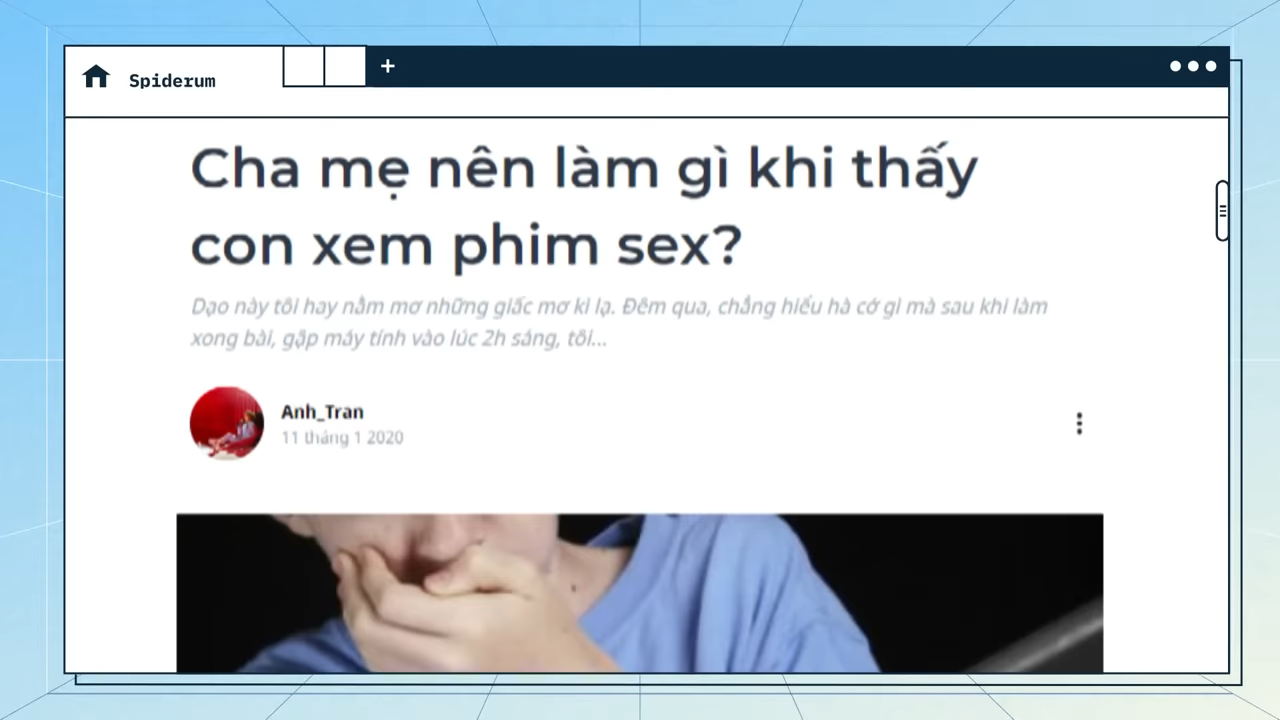 Spiderum
Cha mẹ nên làm gì khi thấy
con xem phim sex?
Dạo này tôi hay nằm mơ những giấc mơ kì lạ. Đêm qua, chẳng hiểu hà cớ gì mà sau khi làm
xong bài, gập máy tính vào lúc 2h sáng, tôi...
Anh_Tran
11 tháng 1 2020